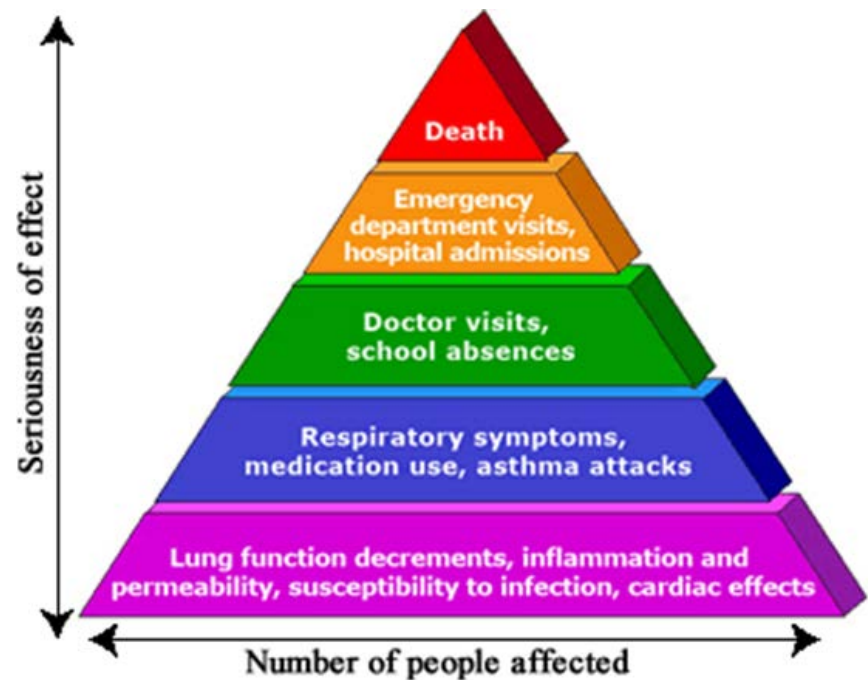 Seriousness of effect
Death
Emergency
department visits,
hospital admissions
Doctor visits,
school absences
Respiratory symptoms,
medication use, asthma attacks
Lung function decrements, inflammation and
permeability, susceptibility to infection, cardiac effects
Number of people affected